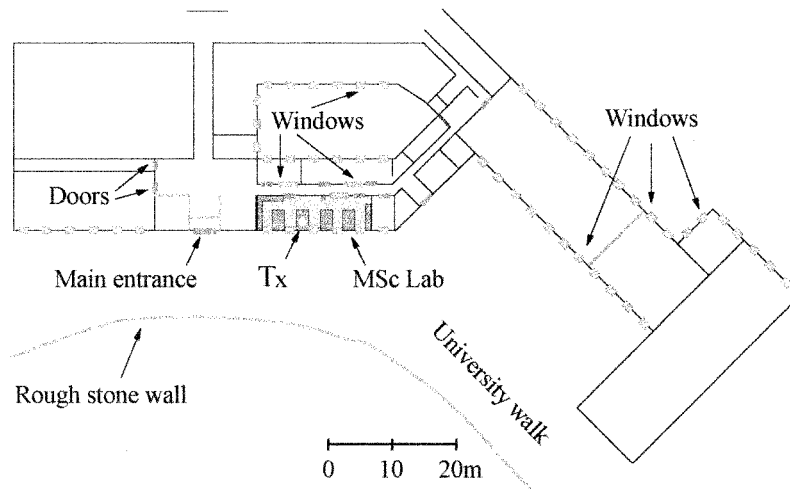 Windows
Windows
Doors
Main entrance
Tx
MSc Lab
Rough stone wall
University walk
0 10 20m